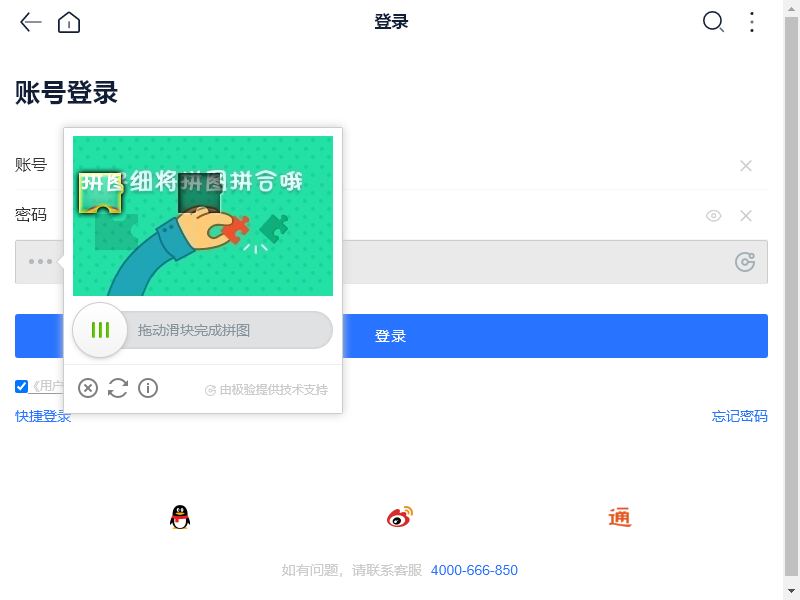 登录
账号登录
仔细将拼图拼合哦
账号
密码
拖动滑块完成拼图
登录
由极验提供技术支持
《用户
快捷登录
忘记密码
通
如有问题，请联系客服 4000-666-850